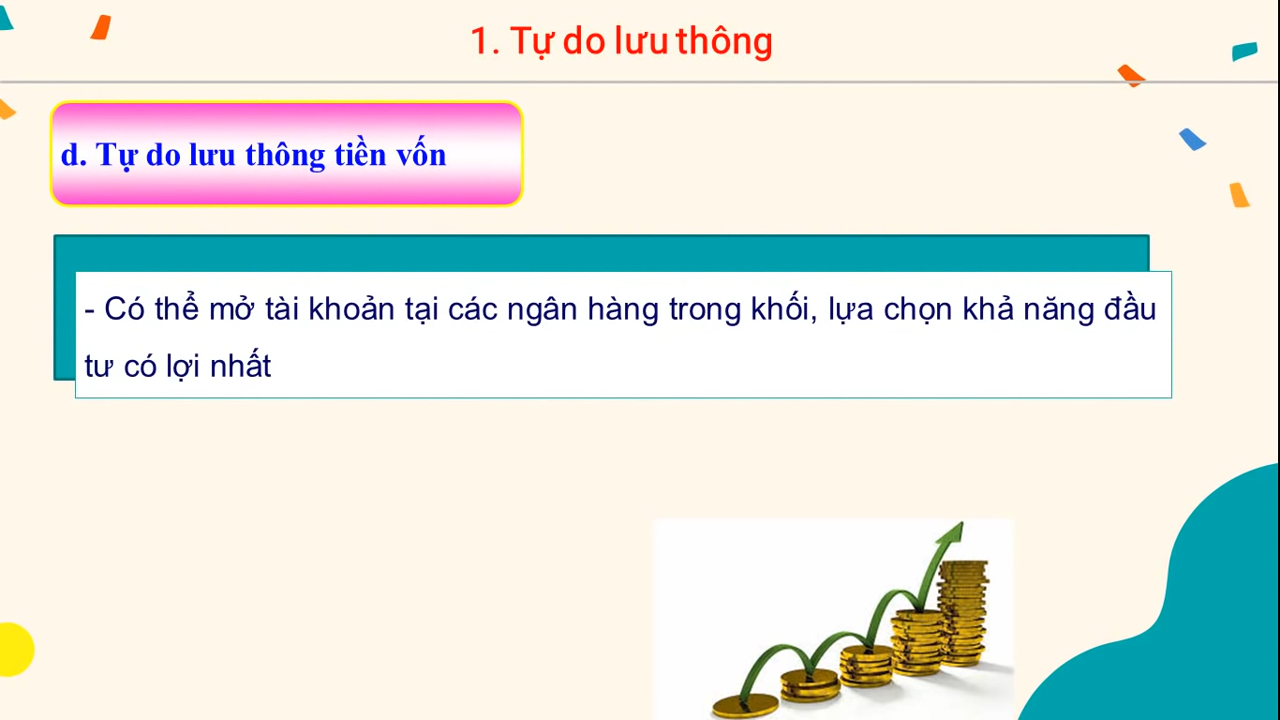 1. Tự do lưu thông
d. Tự do lưu thông tiền vốn
- Có thể mở tài khoản tại các ngân hàng trong khối, lựa chọn khả năng đầu
tư có lợi nhất